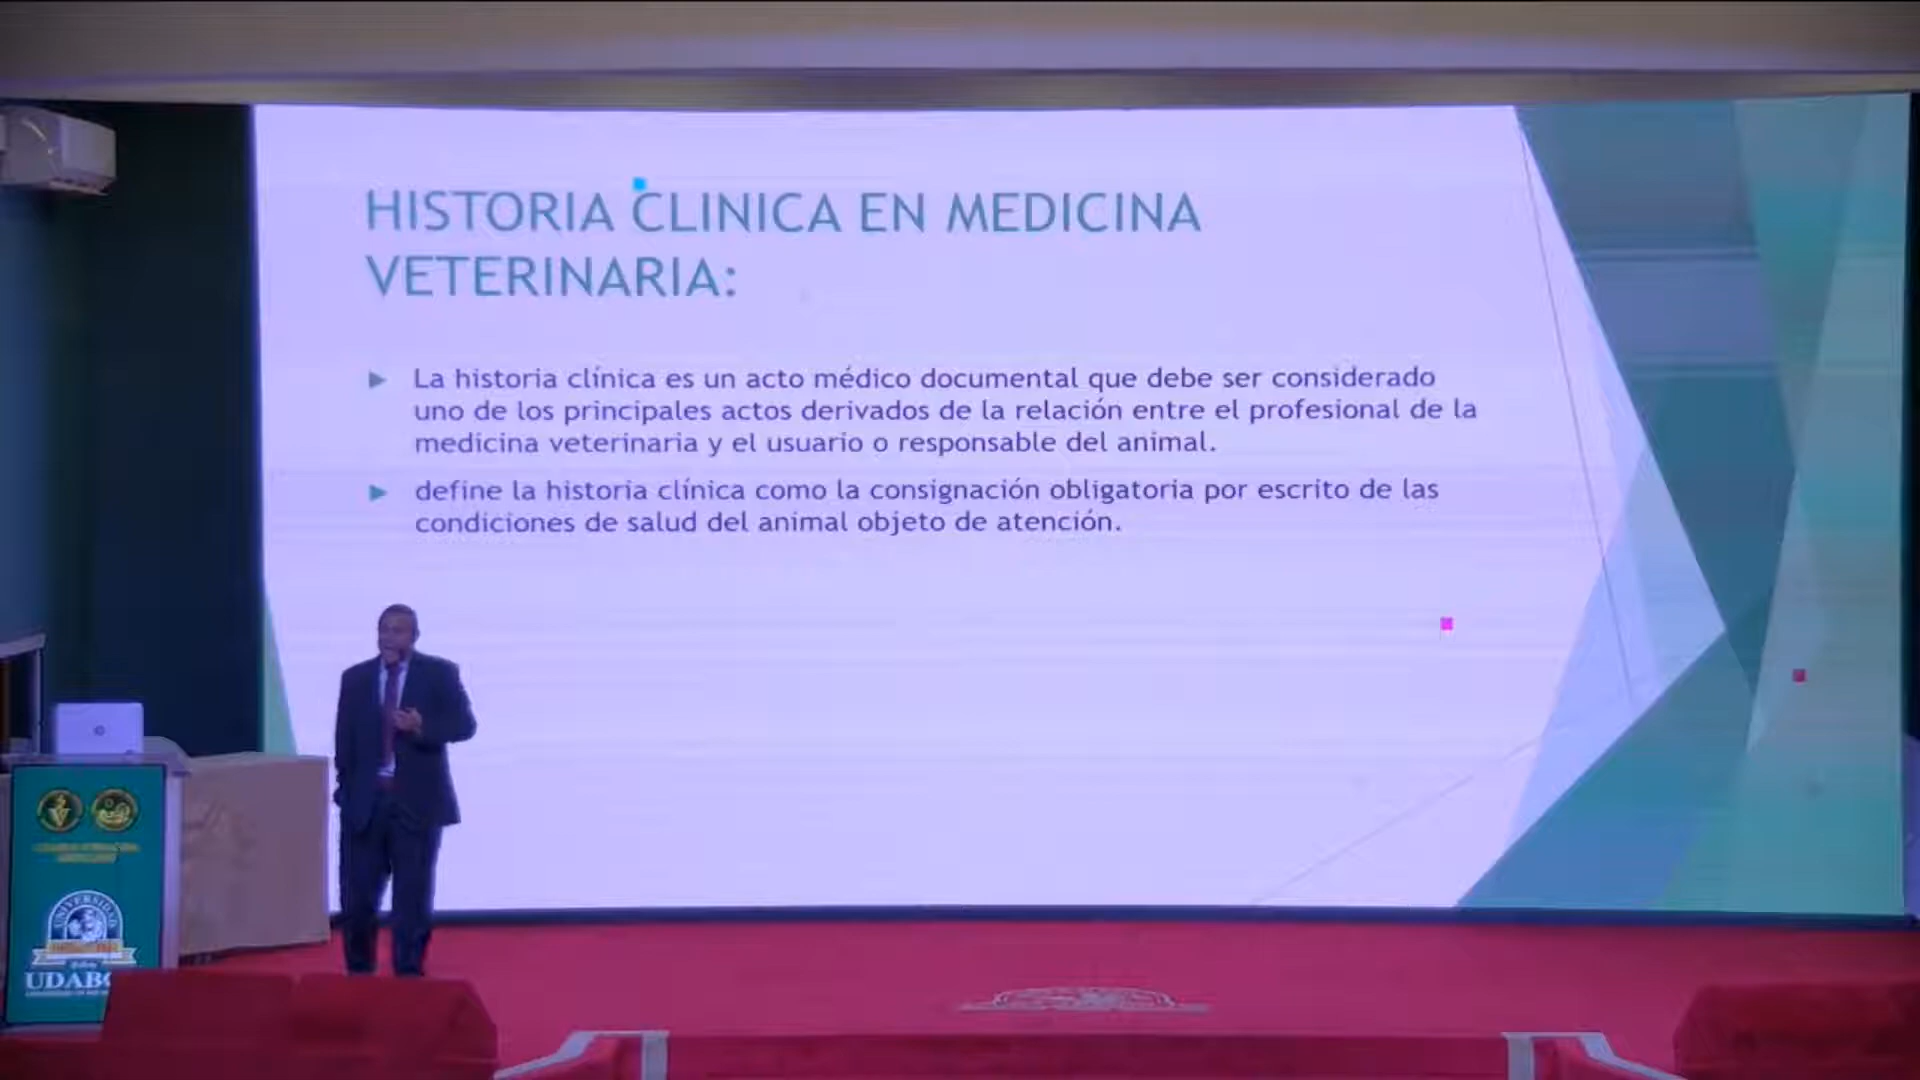 HISTORIA CLINICA EN MEDICINA
VETERINARIA:
La historia clínica es un acto médico documental que debe ser considerado
uno de los principales actos derivados de la relación entre el profesional de la
medicina veterinaria y el usuario o responsable del animal.
define la historia clínica como la consignación obligatoria por escrito de las
condiciones de salud del animal objeto de atención.
UNIVERSIDAD